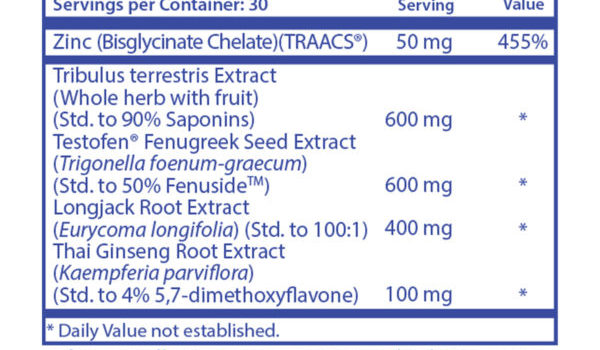 Servings per Container: 30 Serving Value
Zinc (Bisglycinate Chelate)(TRAACS®) 50 mg 455%
Tribulus terrestris Extract
(Whole herb with fruit)
(Std. to 90% Saponins) 600 mg *
Testofen® Fenugreek Seed Extract
(Trigonella foenum-graecum)
(Std. to 50% Fenuside™) 600 mg *
Longjack Root Extract
(Eurycoma longifolia) (Std. to 100:1) 400 mg *
Thai Ginseng Root Extract
(Kaempferia parviflora)
(Std. to 4% 5,7-dimethoxyflavone) 100 mg *
* Daily Value not established.